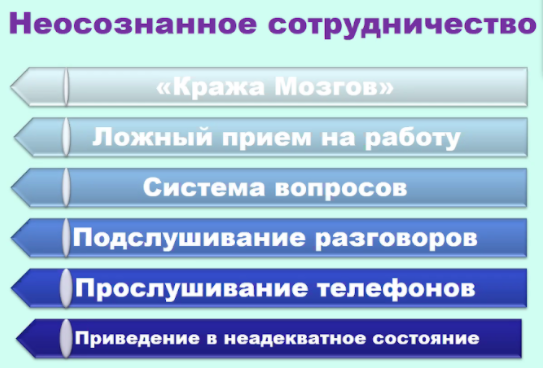 Неосознанное сотрудничество
«Кража Мозгов»
Ложный прием на работу
Система вопросов
Подслушивание разговоров
Прослушивание телефонов
Приведение в неадекватное состояние